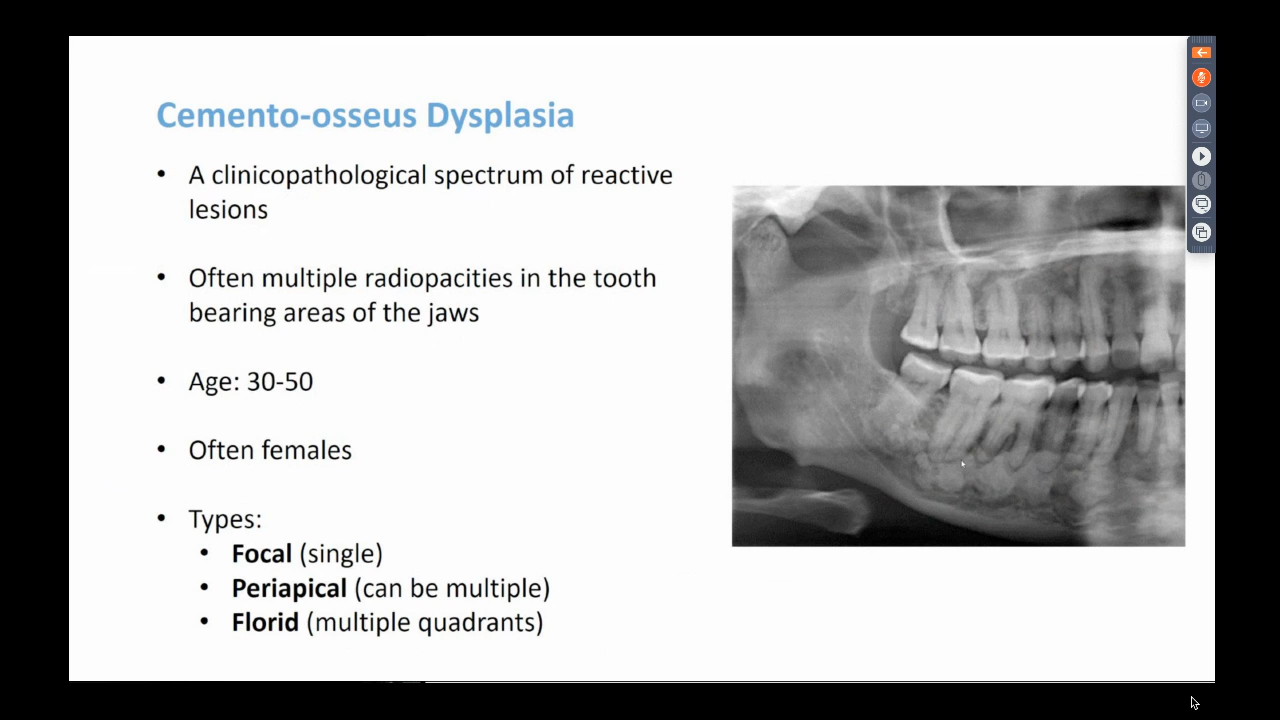 Cemento-osseus Dysplasia
• A clinicopathological spectrum of reactive
lesions
• Often multiple radiopacities in the tooth
bearing areas of the jaws
• Age: 30-50
• Often females
• Types:
• Focal (single)
• Periapical (can be multiple)
• Florid (multiple quadrants)